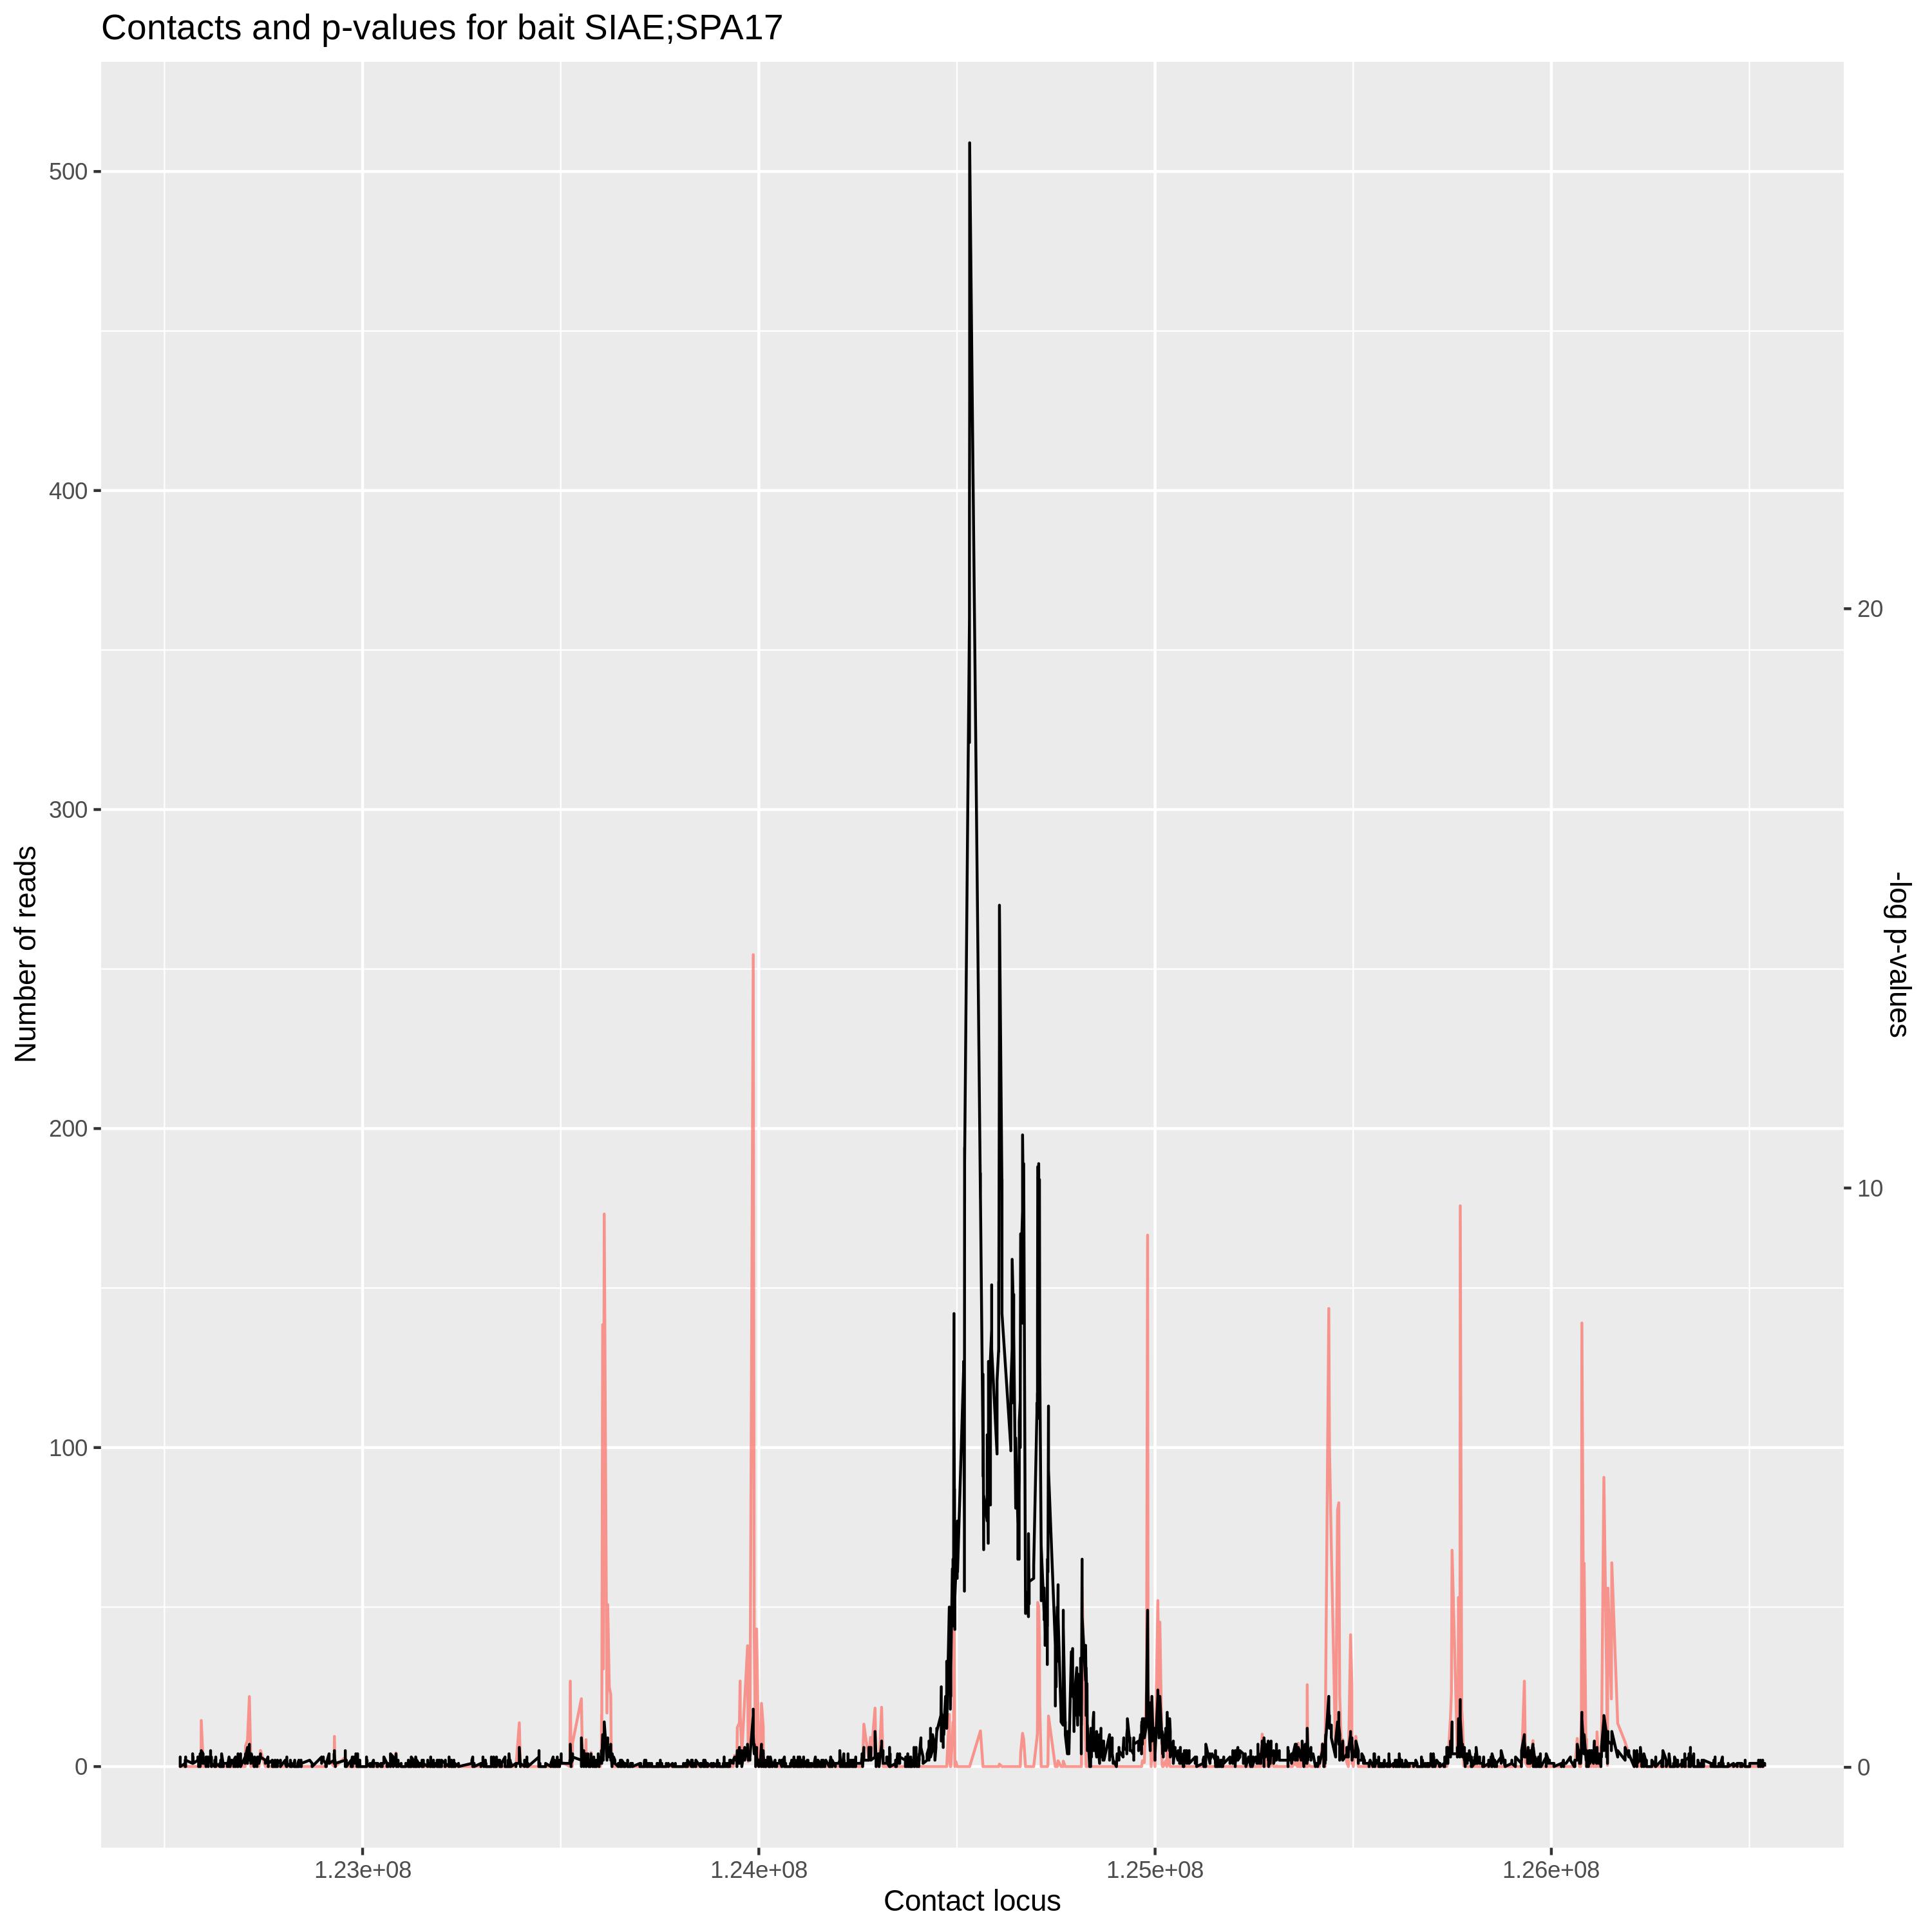 Contacts and p-values for bait SIAE;SPA17
Number of reads
500
400
300
200
100
0
20
10
0
-log p-values
1.23e+08
1.24e+08
1.25e+08
1.26e+08
Contact locus